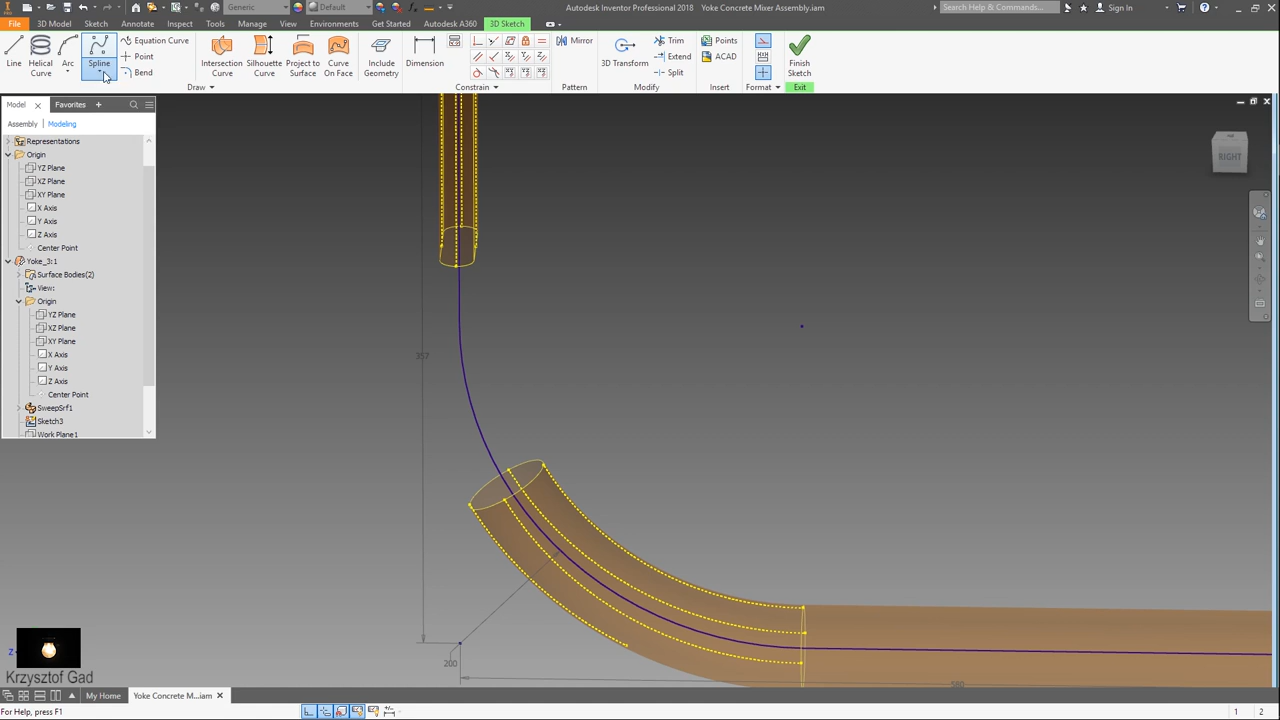 Generic
Default
Autodesk Inventor Professional 2018 Yoke Concrete Mixer Assembly.iam
Search Help & Commands...
Sign In
File 3D Model Sketch Annotate Inspect Tools Manage View Environments Get Started Autodesk A360 3D Sketch
Line
Helical Curve
Arc
Spline
Equation Curve
Point
Bend
Intersection Curve
Silhouette Curve
Project to Surface
Curve On Face
Include Geometry
Dimension
Mirror
3D Transform
Trim
Extend
Split
Points
ACAD
Finish Sketch
Draw Constrain Pattern Modify Insert Format Exit
Model Favorites +
Assembly Modeling
Representations
Origin
YZ Plane
XZ Plane
XY Plane
X Axis
Y Axis
Z Axis
Center Point
Yoke_3:1
Surface Bodies(2)
View:
Origin
YZ Plane
XZ Plane
XY Plane
X Axis
Y Axis
Z Axis
Center Point
SweepSrf1
Sketch3
Work Plane1
RIGHT
357
200
580
Z
Krzysztof Gad
My Home Yoke Concrete M...iam
For Help, press F1
1 2